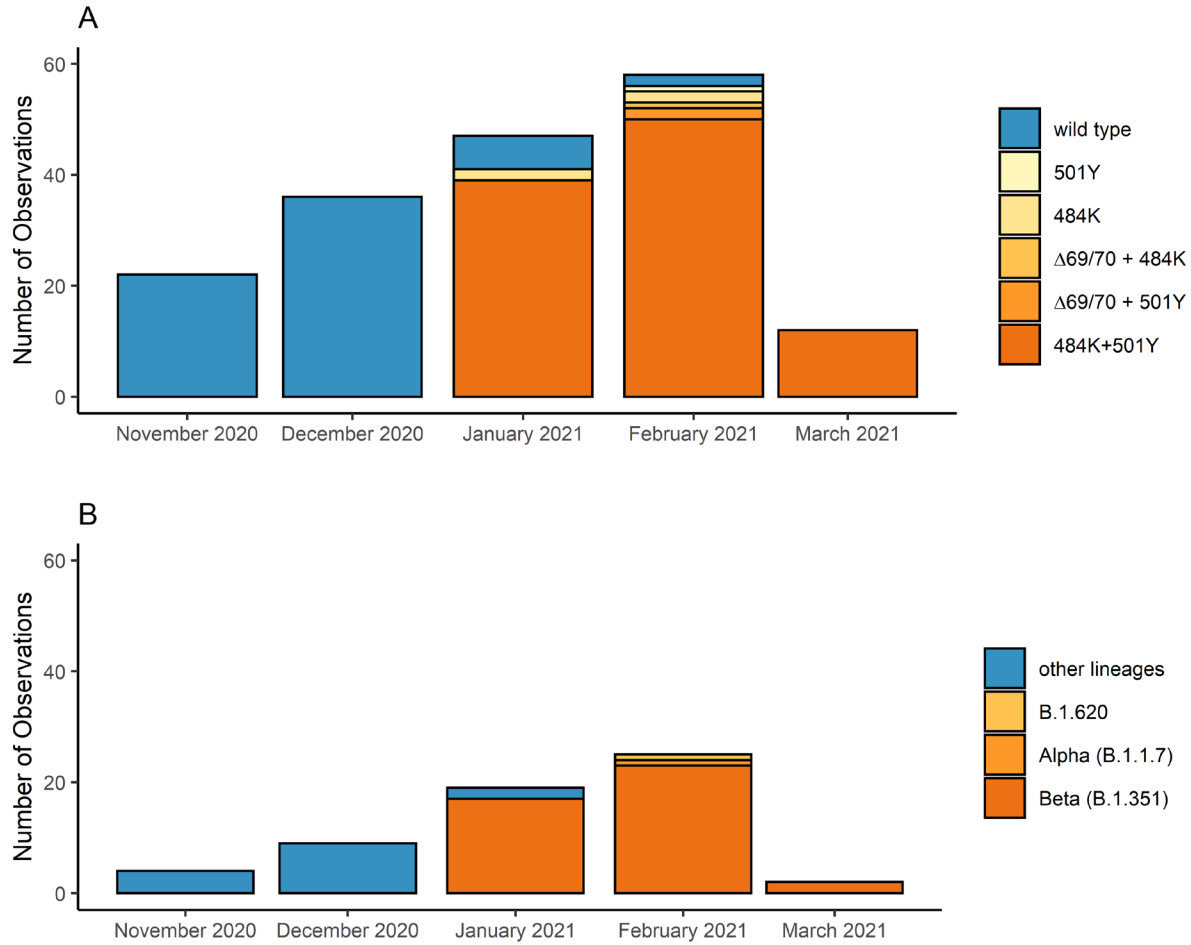 A
Number of Observations
60
40
20
0
November 2020
December 2020
January 2021
February 2021
March 2021
wild type
501Y
484K
Δ69/70 + 484K
Δ69/70 + 501Y
484K+501Y
B
Number of Observations
60
40
20
0
November 2020
December 2020
January 2021
February 2021
March 2021
other lineages
B.1.620
Alpha (B.1.1.7)
Beta (B.1.351)